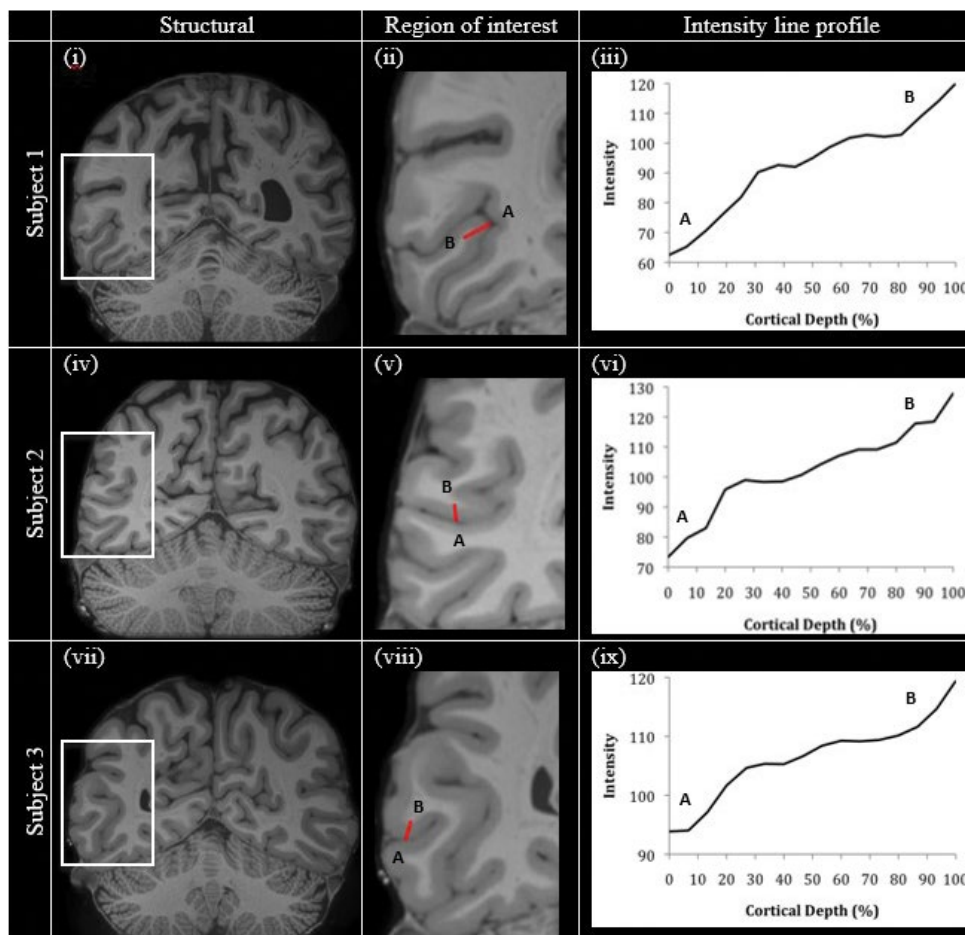 Structural
Region of interest
Intensity line profile
Subject 1
(i)
(ii)
A
B
(iii)
Intensity
120
110
100
90
80
70
60
A
B
0 10 20 30 40 50 60 70 80 90 100
Cortical Depth (%)
Subject 2
(iv)
(v)
B
A
(vi)
Intensity
130
120
110
100
90
80
70
A
B
0 10 20 30 40 50 60 70 80 90 100
Cortical Depth (%)
Subject 3
(vii)
(viii)
B
A
(ix)
Intensity
120
110
100
90
A
B
0 10 20 30 40 50 60 70 80 90 100
Cortical Depth (%)